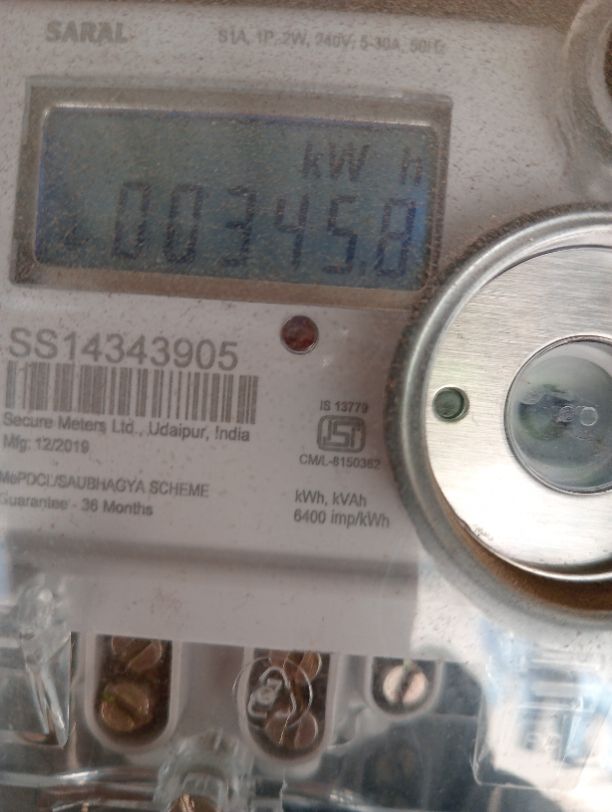 SARAL
S1A, 1P, 2W, 240V, 5-30A, 50Hz
kW h
00345.8
SS14343905
Secure Meters Ltd., Udaipur, India
Mfg. 12/2019
IS 13779
CM/L-8150362
MePDCL/SAUBHAGYA SCHEME
Guarantee - 36 Months
kWh, kVAh
6400 imp/kWh